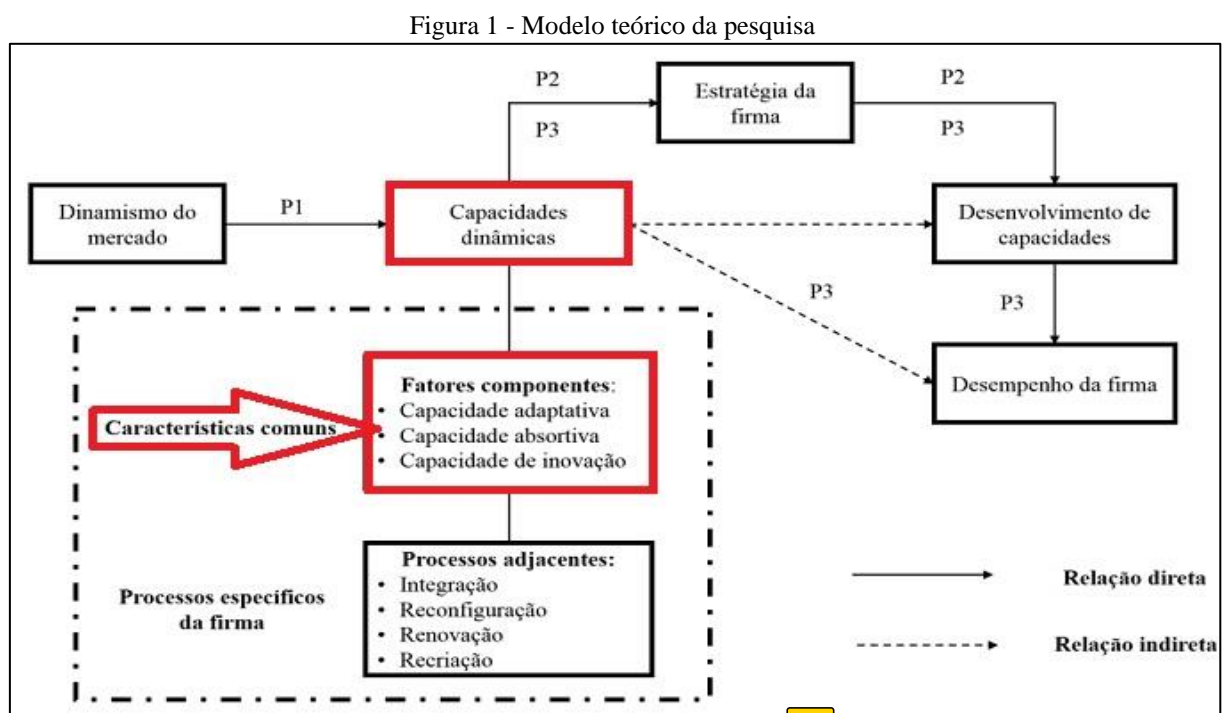 Figura 1 - Modelo teórico da pesquisa
P2
P3
Estratégia da
firma
P2
P3
Dinamismo do
mercado
P1
Capacidades
dinâmicas
Desenvolvimento de
capacidades
P3
P3
Desempenho da firma
Fatores componentes:
• Capacidade adaptativa
• Capacidade absortiva
• Capacidade de inovação
Características comuns
Processos adjacentes:
• Integração
• Reconfiguração
• Renovação
• Recriação
Processos específicos
da firma
Relação direta
Relação indireta